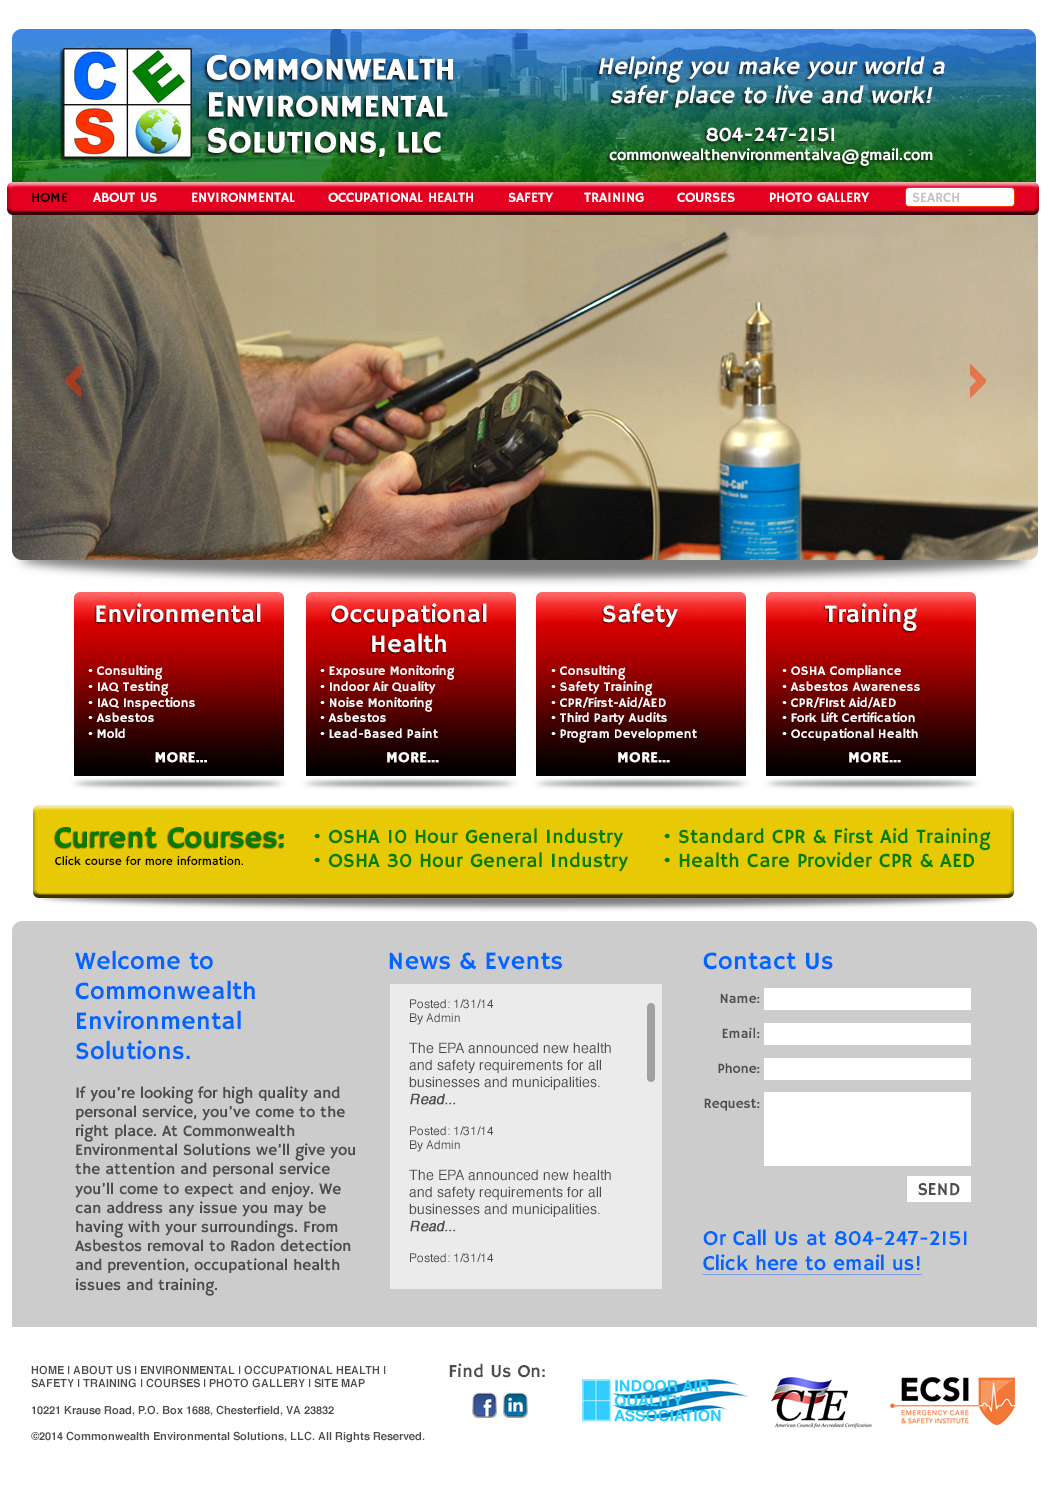 C E
S
COMMONWEALTH
ENVIRONMENTAL
SOLUTIONS, LLC
Helping you make your world a
safer place to live and work!
804-247-2151
commonwealthenvironmentalva@gmail.com
HOME ABOUT US ENVIRONMENTAL OCCUPATIONAL HEALTH SAFETY TRAINING COURSES PHOTO GALLERY SEARCH
Environmental
• Consulting
• IAQ Testing
• IAQ Inspections
• Asbestos
• Mold
MORE...
Occupational
Health
• Exposure Monitoring
• Indoor Air Quality
• Noise Monitoring
• Asbestos
• Lead-Based Paint
MORE...
Safety
• Consulting
• Safety Training
• CPR/First-Aid/AED
• Third Party Audits
• Program Development
MORE...
Training
• OSHA Compliance
• Asbestos Awareness
• CPR/FIrst Aid/AED
• Fork Lift Certification
• Occupational Health
MORE...
Current Courses:
Click course for more information.
• OSHA 10 Hour General Industry
• OSHA 30 Hour General Industry
• Standard CPR & First Aid Training
• Health Care Provider CPR & AED
Welcome to
Commonwealth
Environmental
Solutions.
If you're looking for high quality and
personal service, you've come to the
right place. At Commonwealth
Environmental Solutions we'll give you
the attention and personal service
you'll come to expect and enjoy. We
can address any issue you may be
having with your surroundings. From
Asbestos removal to Radon detection
and prevention, occupational health
issues and training.
News & Events
Posted: 1/31/14
By Admin
The EPA announced new health
and safety requirements for all
businesses and municipalities.
Read...
Posted: 1/31/14
By Admin
The EPA announced new health
and safety requirements for all
businesses and municipalities.
Read...
Posted: 1/31/14
Contact Us
Name:
Email:
Phone:
Request:
SEND
Or Call Us at 804-247-2151
Click here to email us!
HOME | ABOUT US | ENVIRONMENTAL | OCCUPATIONAL HEALTH |
SAFETY | TRAINING | COURSES | PHOTO GALLERY | SITE MAP
10221 Krause Road, P.O. Box 1688, Chesterfield, VA 23832
©2014 Commonwealth Environmental Solutions, LLC. All Rights Reserved.
Find Us On:
f in
INDOOR AIR
QUALITY
ASSOCIATION
CIE
American Council for Accredited Certification
ECSI
EMERGENCY CARE
& SAFETY INSTITUTE